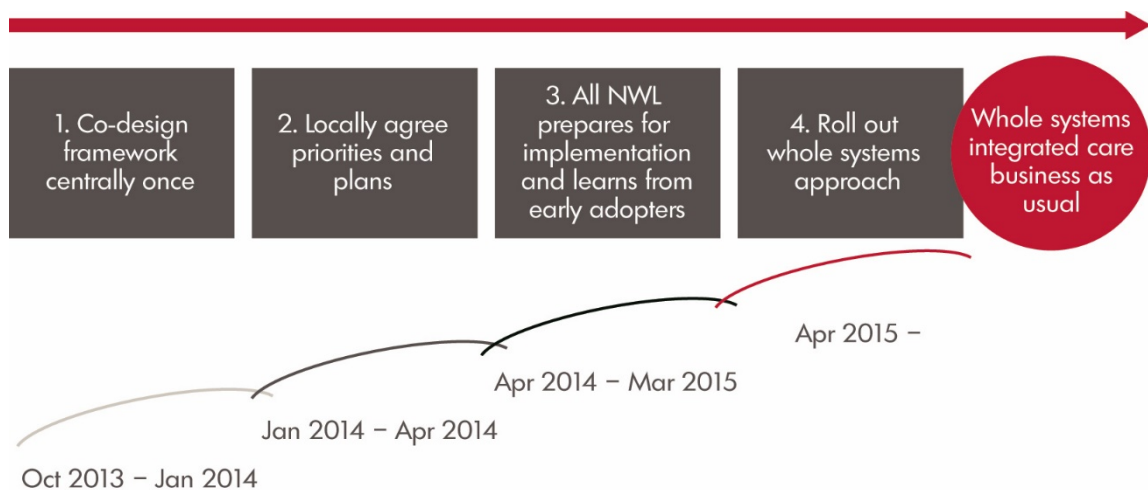 1. Co-design
framework
centrally once
2. Locally agree
priorities and
plans
3. All NWL
prepares for
implementation
and learns from
early adopters
4. Roll out
whole systems
approach
Whole systems
integrated care
business as
usual
Oct 2013 – Jan 2014
Jan 2014 – Apr 2014
Apr 2014 – Mar 2015
Apr 2015 –